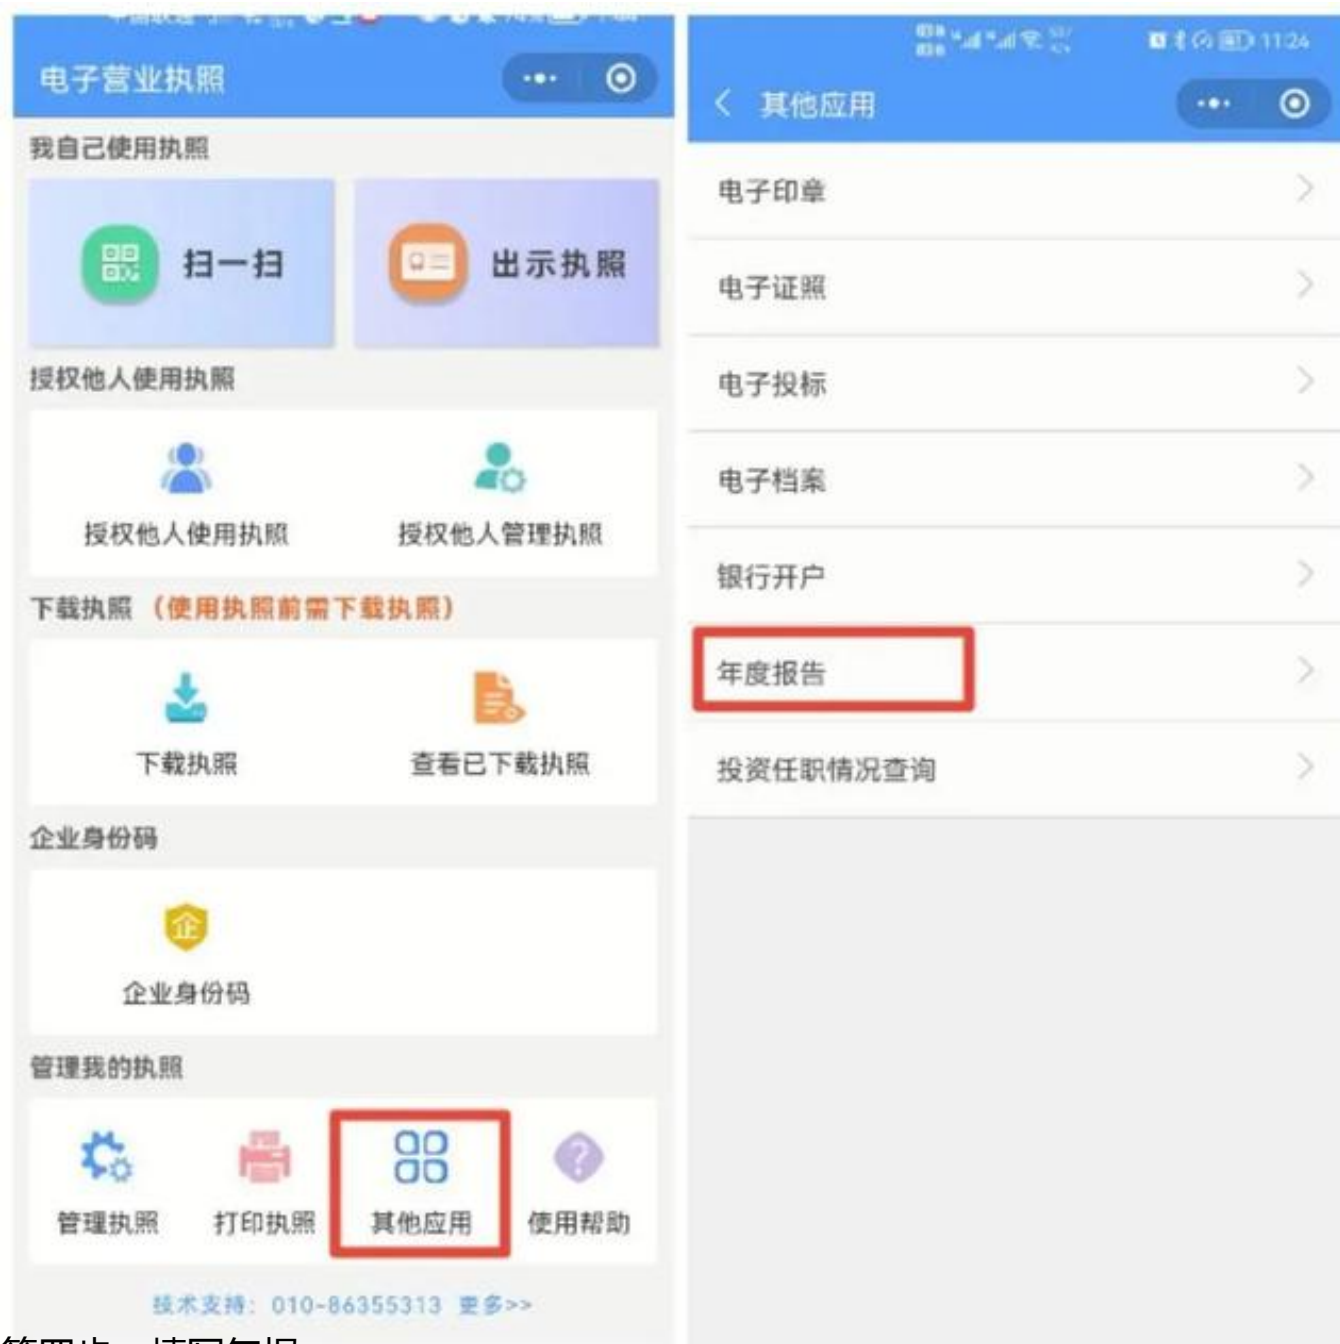 电子营业执照
我自己使用执照
扫一扫
出示执照
授权他人使用执照
授权他人使用执照
授权他人管理执照
下载执照（使用执照前需下载执照）
下载执照
查看已下载执照
企业身份码
企
企业身份码
管理我的执照
管理执照
打印执照
其他应用
使用帮助
技术支持：010-86355313 更多>>
11:24
其他应用
电子印章
电子证照
电子投标
电子档案
银行开户
年度报告
投资任职情况查询